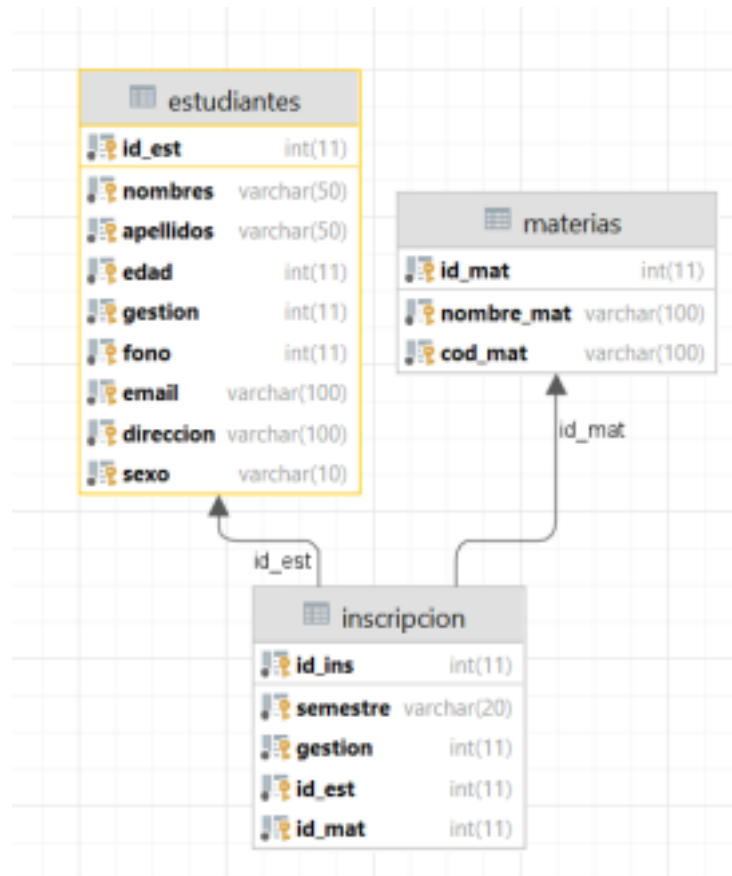 estudiantes
id_est int(11)
nombres varchar(50)
apellidos varchar(50)
edad int(11)
gestion int(11)
fono int(11)
email varchar(100)
direccion varchar(100)
sexo varchar(10)
materias
id_mat int(11)
nombre_mat varchar(100)
cod_mat varchar(100)
id_mat
id_est
inscripcion
id_ins int(11)
semestre varchar(20)
gestion int(11)
id_est int(11)
id_mat int(11)